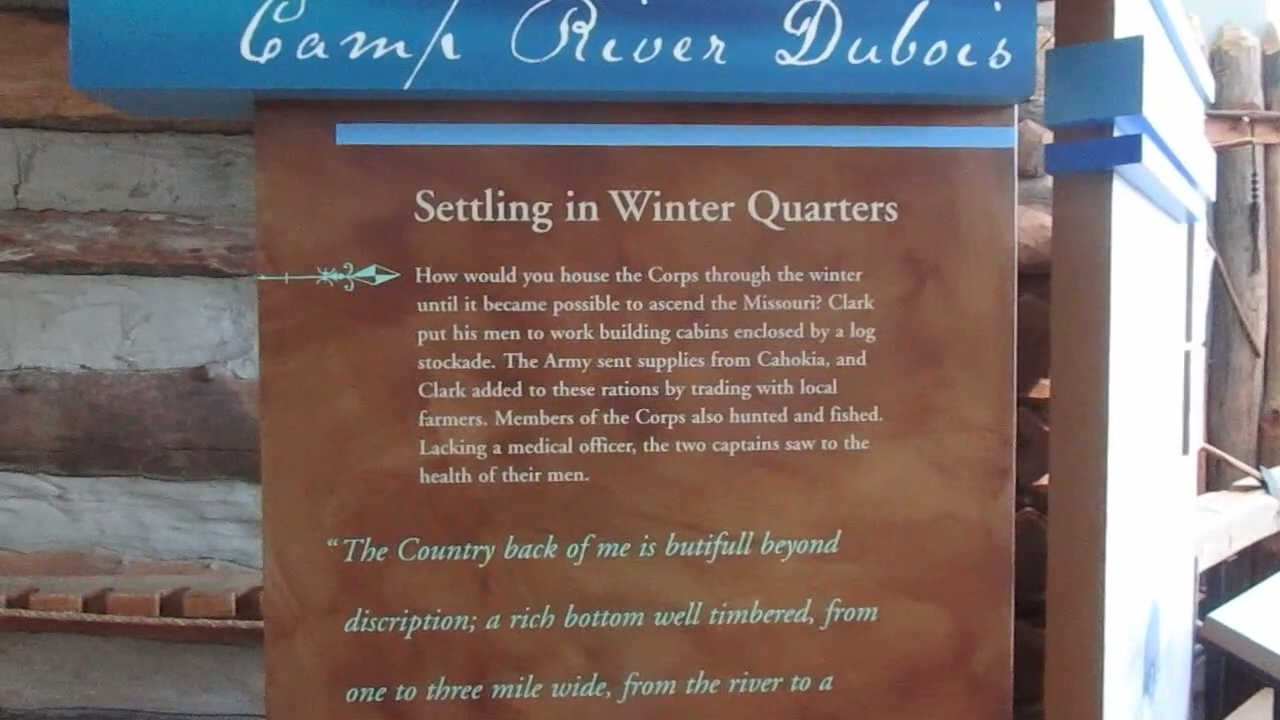 Camp River Dubois
Settling in Winter Quarters
How would you house the Corps through the winter
until it became possible to ascend the Missouri? Clark
put his men to work building cabins enclosed by a log
stockade. The Army sent supplies from Cahokia, and
Clark added to these rations by trading with local
farmers. Members of the Corps also hunted and fished.
Lacking a medical officer, the two captains saw to the
health of their men.
“The Country back of me is butifull beyond
discription; a rich bottom well timbered, from
one to three mile wide, from the river to a